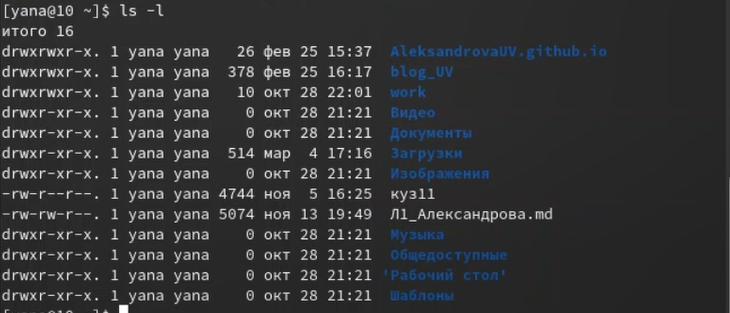 [yana@10 ~]$ ls -l
итого 16
drwxrwxr-x. 1 yana yana   26 фев 25 15:37  AleksandrovaUV.github.io
drwxrwxr-x. 1 yana yana  378 фев 25 16:17  blog_UV
drwxrwxr-x. 1 yana yana   10 окт 28 22:01  work
drwxr-xr-x. 1 yana yana    0 окт 28 21:21  Видео
drwxr-xr-x. 1 yana yana    0 окт 28 21:21  Документы
drwxr-xr-x. 1 yana yana  514 мар  4 17:16  Загрузки
drwxr-xr-x. 1 yana yana    0 окт 28 21:21  Изображения
-rw-r--r--. 1 yana yana 4744 ноя  5 16:25  куз11
-rw-rw-r--. 1 yana yana 5074 ноя 13 19:49  Л1_Александрова.md
drwxr-xr-x. 1 yana yana    0 окт 28 21:21  Музыка
drwxr-xr-x. 1 yana yana    0 окт 28 21:21  Общедоступные
drwxr-xr-x. 1 yana yana    0 окт 28 21:21 'Рабочий стол'
drwxr-xr-x. 1 yana yana    0 окт 28 21:21  Шаблоны